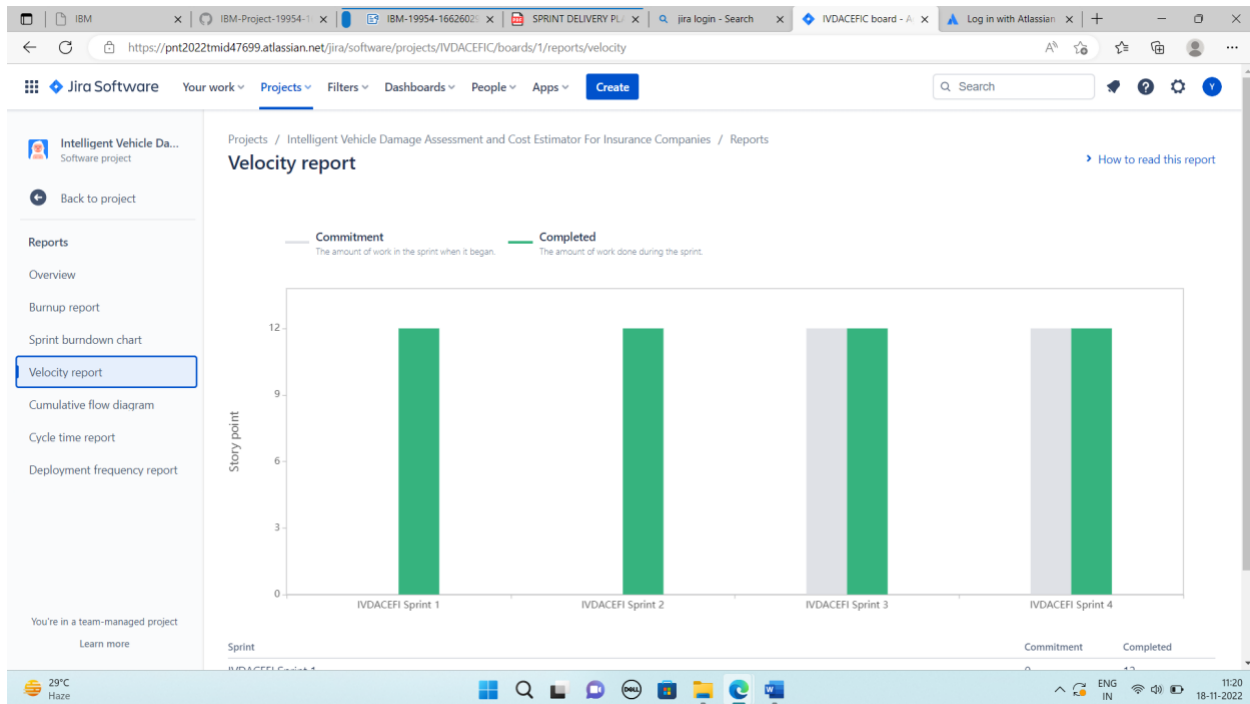 IBM
IBM-Project-19954-1
IBM-19954-16626029
SPRINT DELIVERY PL
jira login - Search
IVDACEFIC board - A
Log in with Atlassian
https://pnt2022tmid47699.atlassian.net/jira/software/projects/IVDACEFIC/boards/1/reports/velocity
Jira Software
Your work
Projects
Filters
Dashboards
People
Apps
Create
Search
Y
Intelligent Vehicle Da...
Software project
Back to project
Reports
Overview
Burnup report
Sprint burndown chart
Velocity report
Cumulative flow diagram
Cycle time report
Deployment frequency report
You're in a team-managed project
Learn more
Projects / Intelligent Vehicle Damage Assessment and Cost Estimator For Insurance Companies / Reports
Velocity report
How to read this report
Commitment
The amount of work in the sprint when it began.
Completed
The amount of work done during the sprint.
Story point
12
9
6
3
0
IVDACEFI Sprint 1
IVDACEFI Sprint 2
IVDACEFI Sprint 3
IVDACEFI Sprint 4
Sprint
Commitment
Completed
IVDACEFI Sprint 1
0
12
29°C
Haze
DELL
ENG
IN
11:20
18-11-2022